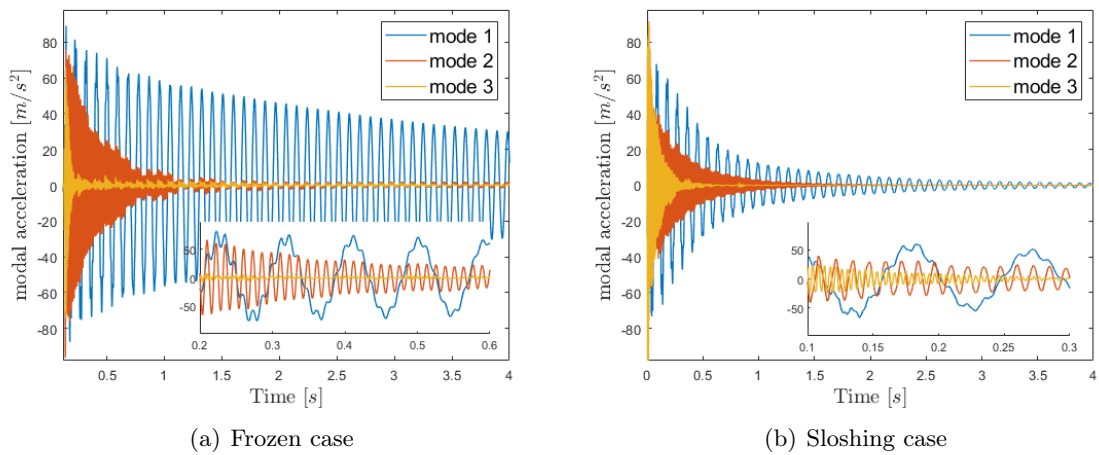 modal acceleration [m/s²]
80
60
40
20
0
-20
-40
-60
-80
mode 1
mode 2
mode 3
50
0
-50
0.2 0.3 0.4 0.5 0.6
0.5 1 1.5 2 2.5 3 3.5 4
Time [s]
(a) Frozen case
modal acceleration [m/s²]
80
60
40
20
0
-20
-40
-60
-80
mode 1
mode 2
mode 3
50
0
-50
0.1 0.15 0.2 0.3
0 0.5 1 1.5 2 2.5 3 3.5 4
Time [s]
(b) Sloshing case